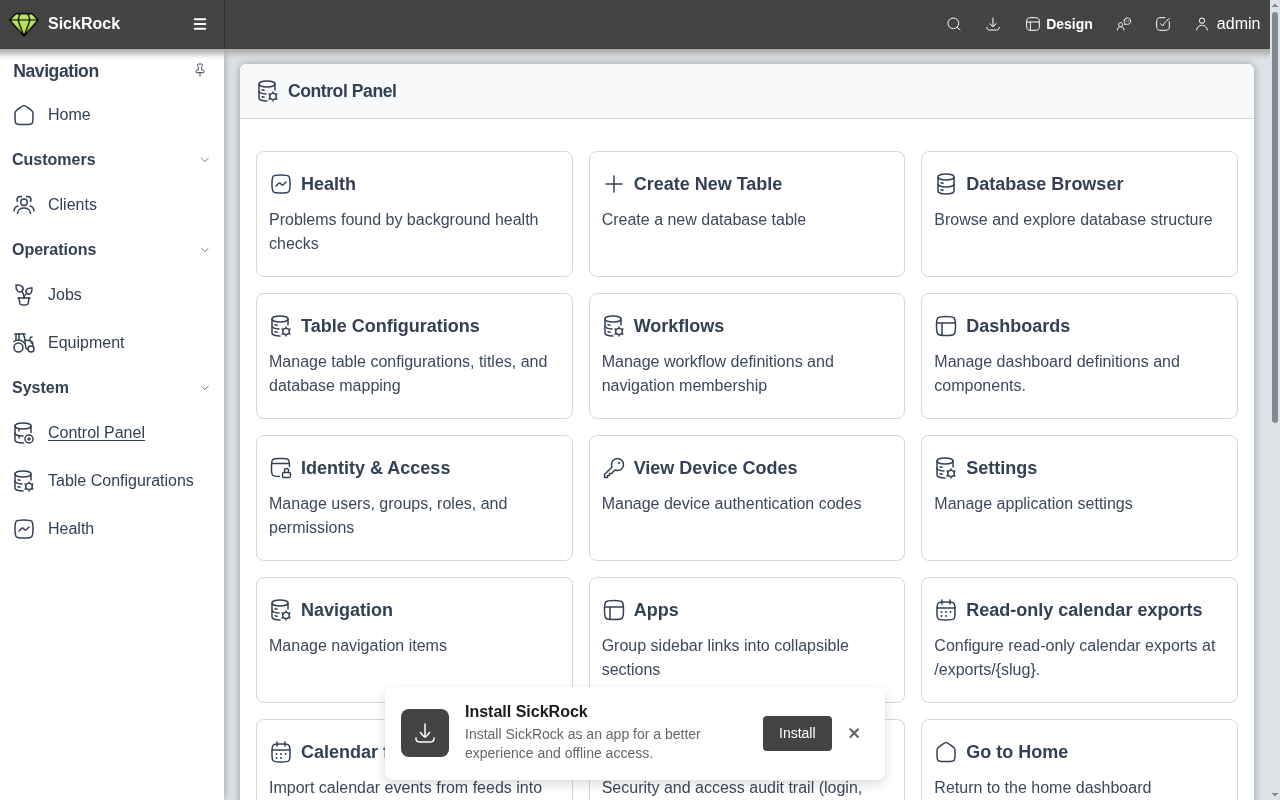 SickRock
Design
admin
Navigation
Home
Customers
Clients
Operations
Jobs
Equipment
System
Control Panel
Table Configurations
Health
Control Panel
Health
Problems found by background health
checks
Create New Table
Create a new database table
Database Browser
Browse and explore database structure
Table Configurations
Manage table configurations, titles, and
database mapping
Workflows
Manage workflow definitions and
navigation membership
Dashboards
Manage dashboard definitions and
components.
Identity & Access
Manage users, groups, roles, and
permissions
View Device Codes
Manage device authentication codes
Settings
Manage application settings
Navigation
Manage navigation items
Apps
Group sidebar links into collapsible
sections
Read-only calendar exports
Configure read-only calendar exports at
/exports/{slug}.
Calendar
Import calendar events from feeds into
Security and access audit trail (login,
Go to Home
Return to the home dashboard
Install SickRock
Install SickRock as an app for a better
experience and offline access.
Install